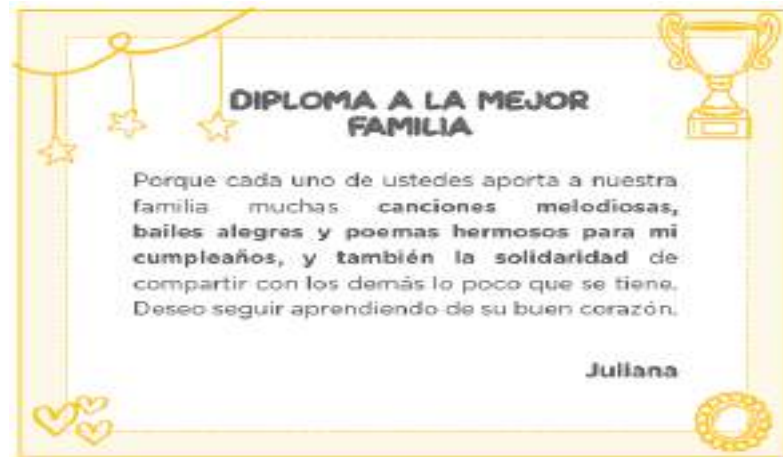 DIPLOMA A LA MEJOR
FAMILIA
Porque cada uno de ustedes aporta a nuestra
familia muchas canciones melodiosas,
bailes alegres y poemas hermosos para mi
cumpleaños, y también la solidaridad de
compartir con los demás lo poco que se tiene.
Deseo seguir aprendiendo de su buen corazón.
Juliana